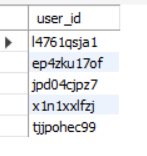 user_id
l4761qsja1
ep4zku17of
jpd04cjpz7
x1n1xxlfzj
tjjpohec99